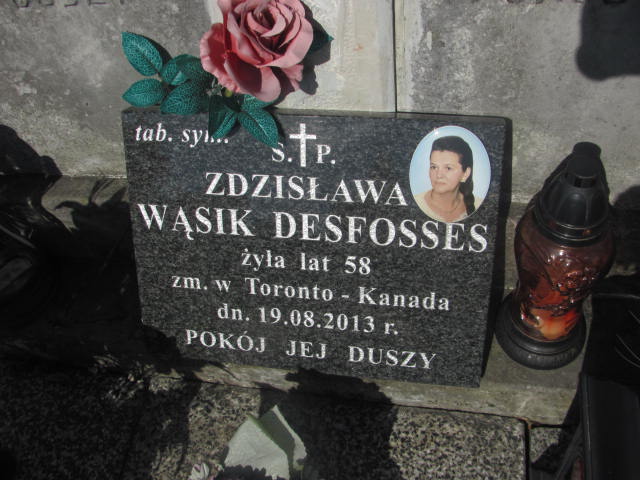 tab. sym.
S.†P.
ZDZISŁAWA
WĄSIK DESFOSSES
żyła lat 58
zm. w Toronto - Kanada
dn. 19.08.2013 r.
POKÓJ JEJ DUSZY